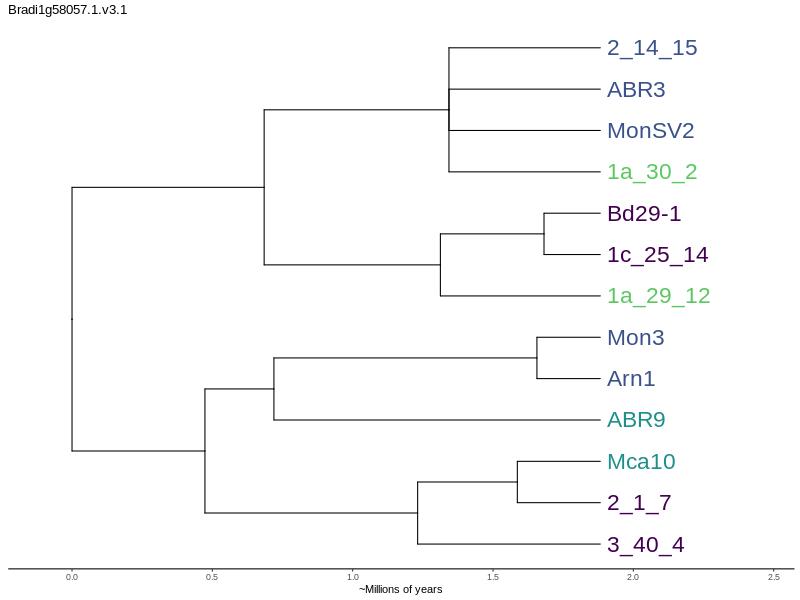 Bradi1g58057.1.v3.1
2_14_15
ABR3
MonSV2
1a_30_2
Bd29-1
1c_25_14
1a_29_12
Mon3
Arn1
ABR9
Mca10
2_1_7
3_40_4
0.0 0.5 1.0 1.5 2.0 2.5
~Millions of years